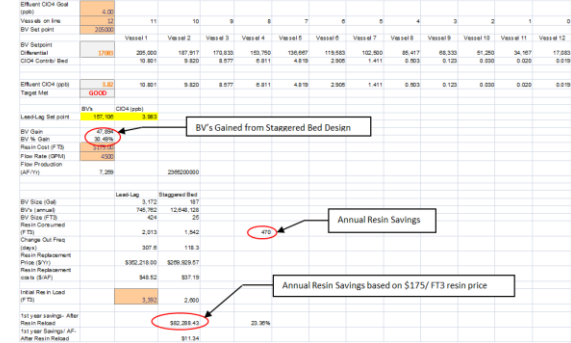 Effluent ClO4 Goal
(ppb) 4.00
Vessels on line 12 11 10 9 8 7 6 5 4 3 2 1 0
BV Set point 205000
Vessel 1 Vessel 2 Vessel 3 Vessel 4 Vessel 5 Vessel 6 Vessel 7 Vessel 8 Vessel 9 Vessel 10 Vessel 11 Vessel 12
BV Setpoint
Differential 17083 205,000 187,917 170,833 153,750 136,667 119,583 102,500 85,417 68,333 51,250 34,167 17,083
ClO4 Contrib/ Bed 10.801 9.820 8.577 6.811 4.819 2.906 1.411 0.503 0.123 0.030 0.020 0.019
Effluent ClO4 (ppb) 10.801 9.820 8.577 6.811 4.819 2.906 1.411 0.503 0.123 0.030 0.020 0.019
Target Met GOOD
BV's ClO4 (ppb)
Lead-Lag Set point 157,106 3.983
BV's Gained from Staggered Bed Design
BV Gain 47,894
BV % Gain 30.49%
Resin Cost (FT3)
Flow Rate (GPM) 4500
Flow Production
(AF/Yr) 7,259 2365200000
Lead-Lag Staggered Bed
BV Size (Gal) 3,172 187
BV's (annual) 745,762 12,648,128
BV Size (FT3) 424 25
Annual Resin Savings
Resin Consumed
(FT3) 2,013 1,542 470
Change Out Freq
(days) 307.6 118.3
Resin Replacement
Price ($/Yr) $352,218.00 $269,929.57
Resin Replacement
costs ($/AF) $48.52 $37.19
Annual Resin Savings based on $175/ FT3 resin price
Initial Resin Load
(FT3) 3,392 2,600
1st year savings- After
Resin Reload $82,288.43 23.36%
1st year Savings/ AF-
After Resin Reload $11.34